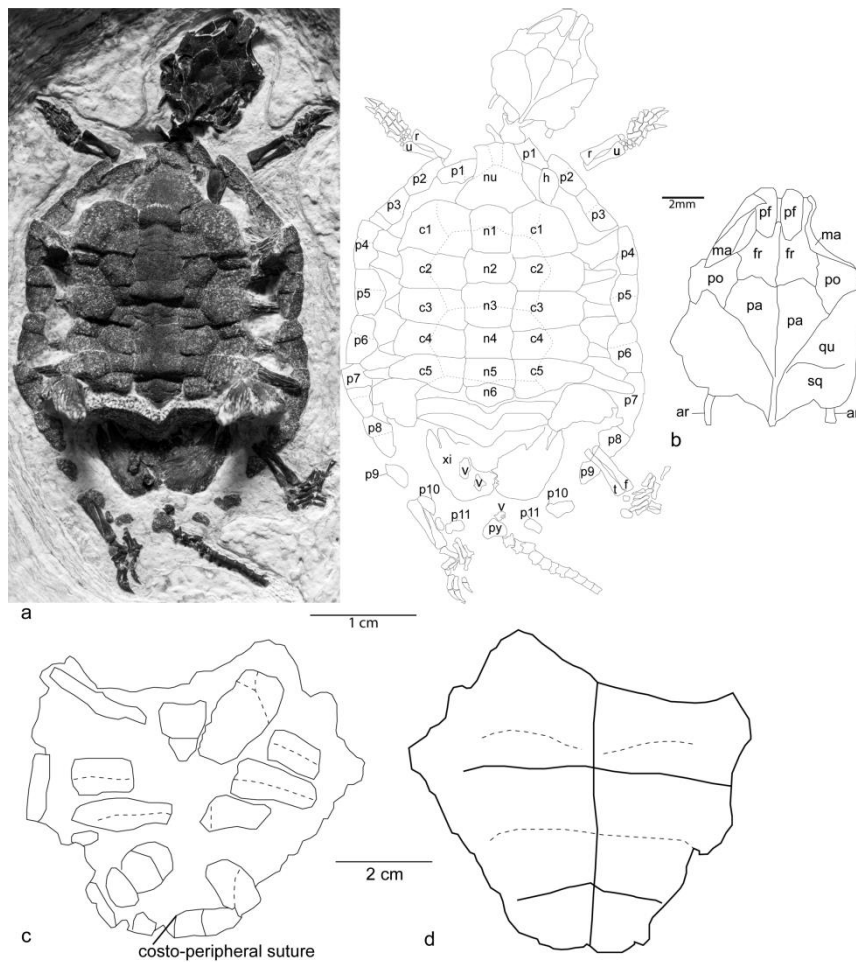 r
u
r
u
p1
p1
p2
nu
h
p2
p3
p3
c1
n1
c1
p4
p4
c2
n2
c2
p5
c3
n3
c3
p5
p6
c4
n4
c4
p6
p7
c5
n5
c5
n6
p7
p8
p8
xi
v
v
p9
p9
t
f
p10
v
p10
p11
py
p11
2mm
pf
pf
ma
ma
fr
fr
po
po
pa
pa
qu
sq
ar
ar
b
a
1 cm
2 cm
c
costo-peripheral suture
d